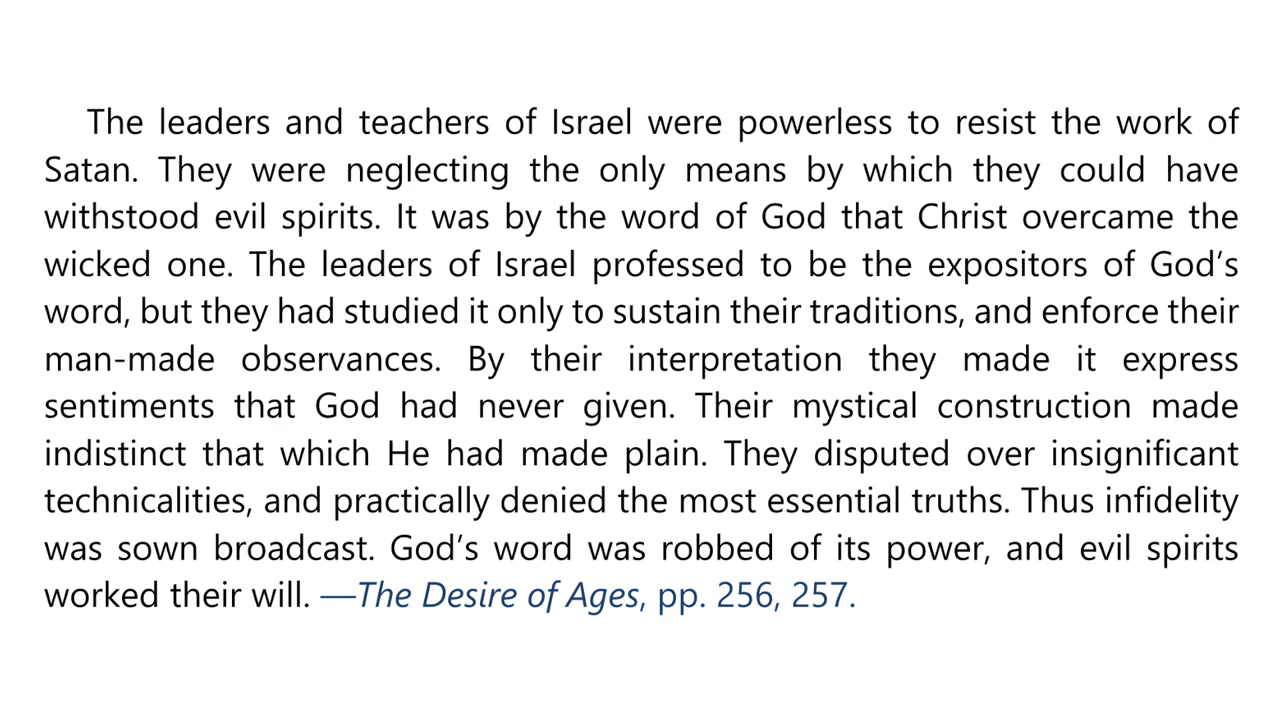 The leaders and teachers of Israel were powerless to resist the work of
Satan. They were neglecting the only means by which they could have
withstood evil spirits. It was by the word of God that Christ overcame the
wicked one. The leaders of Israel professed to be the expositors of God’s
word, but they had studied it only to sustain their traditions, and enforce their
man-made observances. By their interpretation they made it express
sentiments that God had never given. Their mystical construction made
indistinct that which He had made plain. They disputed over insignificant
technicalities, and practically denied the most essential truths. Thus infidelity
was sown broadcast. God’s word was robbed of its power, and evil spirits
worked their will. —The Desire of Ages, pp. 256, 257.